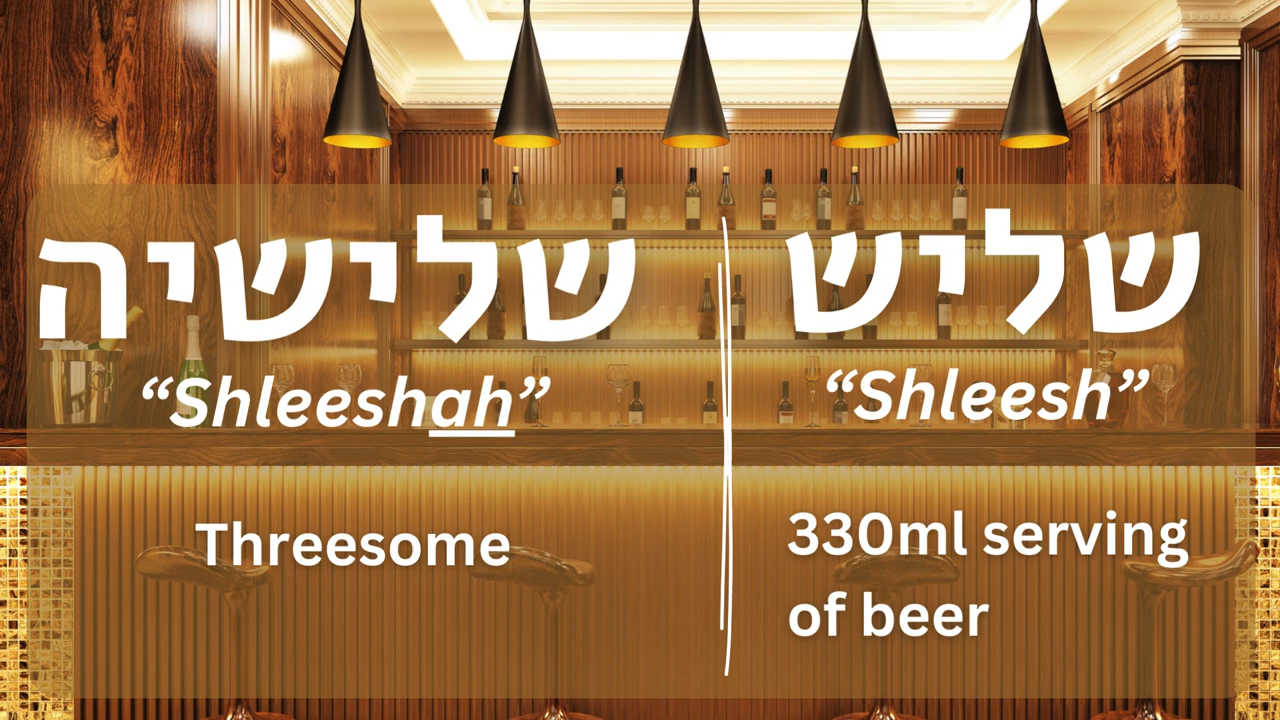 שלישיה
“Shleeshah”
Threesome
שליש
“Shleesh”
330ml serving
of beer